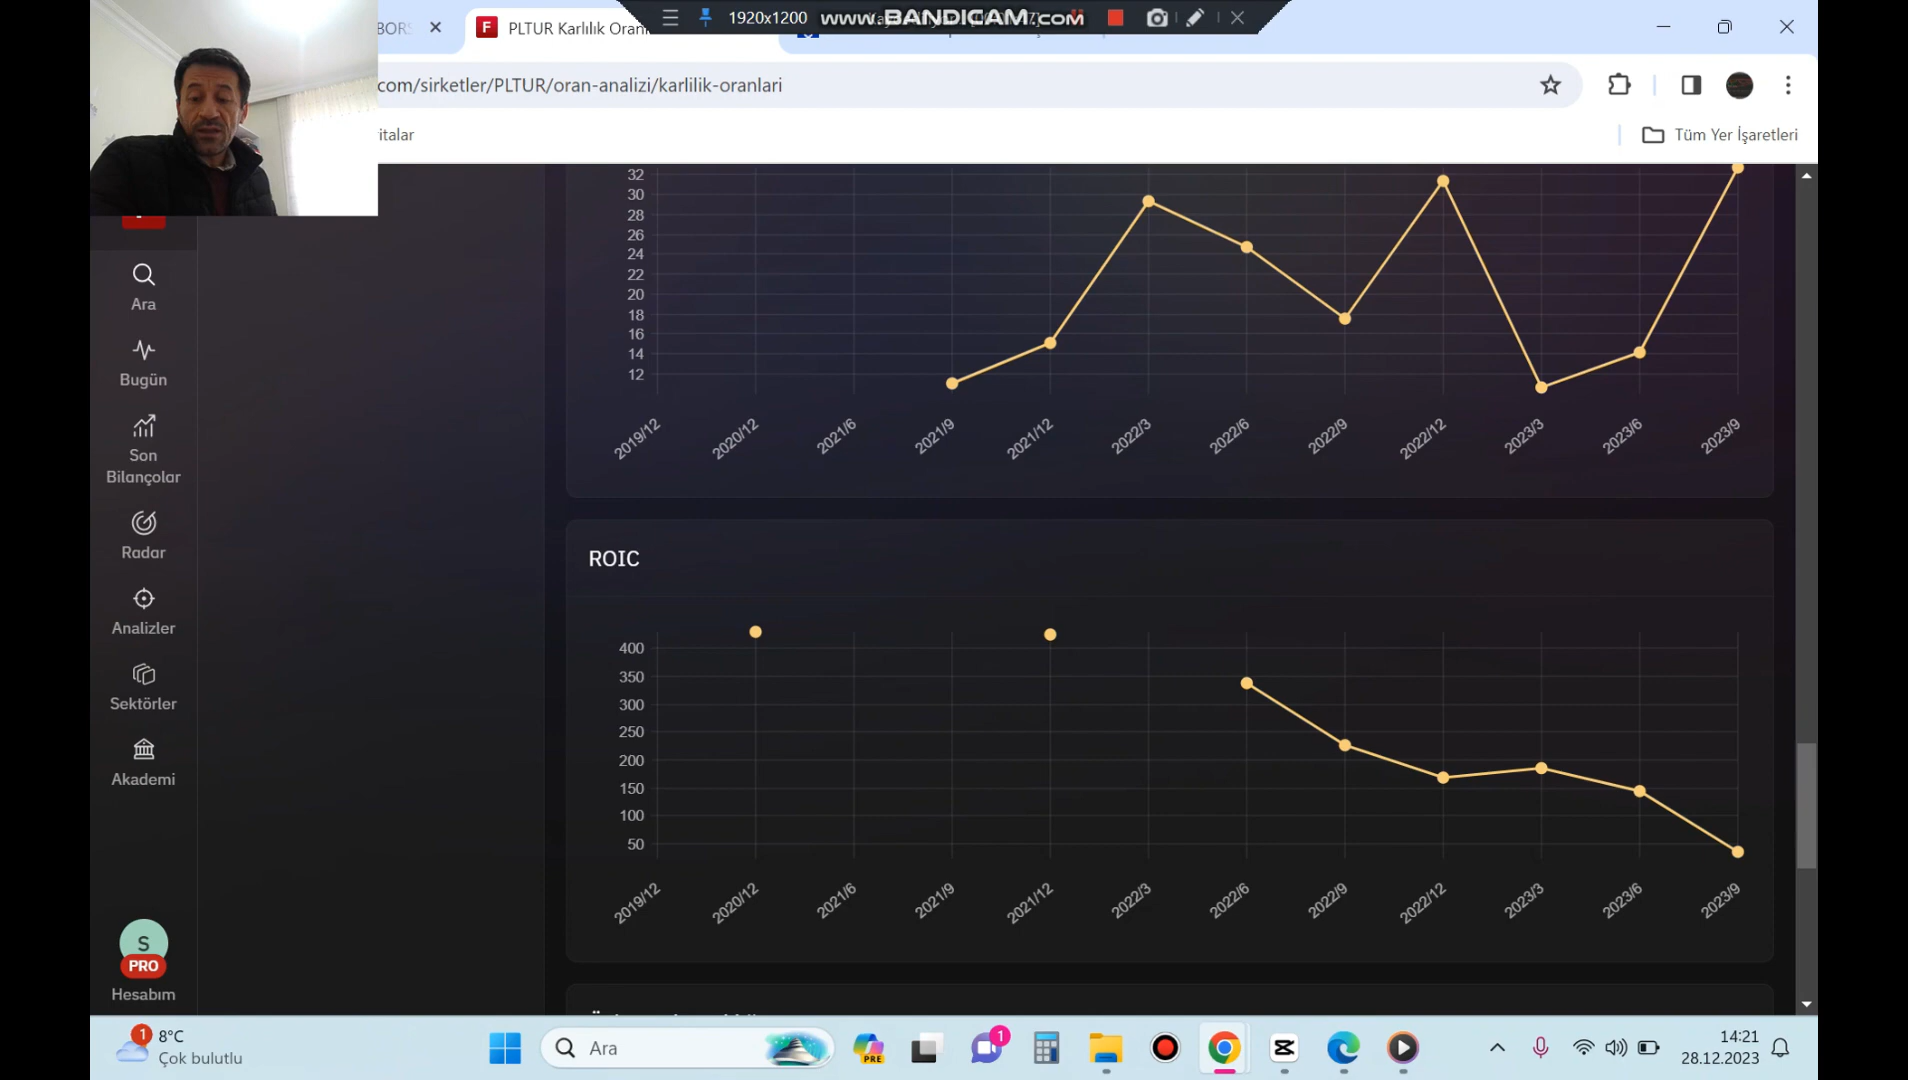 1920x1200
www.BANDICAM.com
PLTUR Karlılık Oran
com/sirketler/PLTUR/oran-analizi/karlilik-oranlari
ritalar
Tüm Yer İşaretleri
Ara
Bugün
Son
Bilançolar
Radar
Analizler
Sektörler
Akademi
S
PRO
Hesabım
32
30
28
26
24
22
20
18
16
14
12
2019/12 2020/12 2021/6 2021/9 2021/12 2022/3 2022/6 2022/9 2022/12 2023/3 2023/6 2023/9
ROIC
400
350
300
250
200
150
100
50
2019/12 2020/12 2021/6 2021/9 2021/12 2022/3 2022/6 2022/9 2022/12 2023/3 2023/6 2023/9
1
8°C
Çok bulutlu
Ara
PRE
1
14:21
28.12.2023